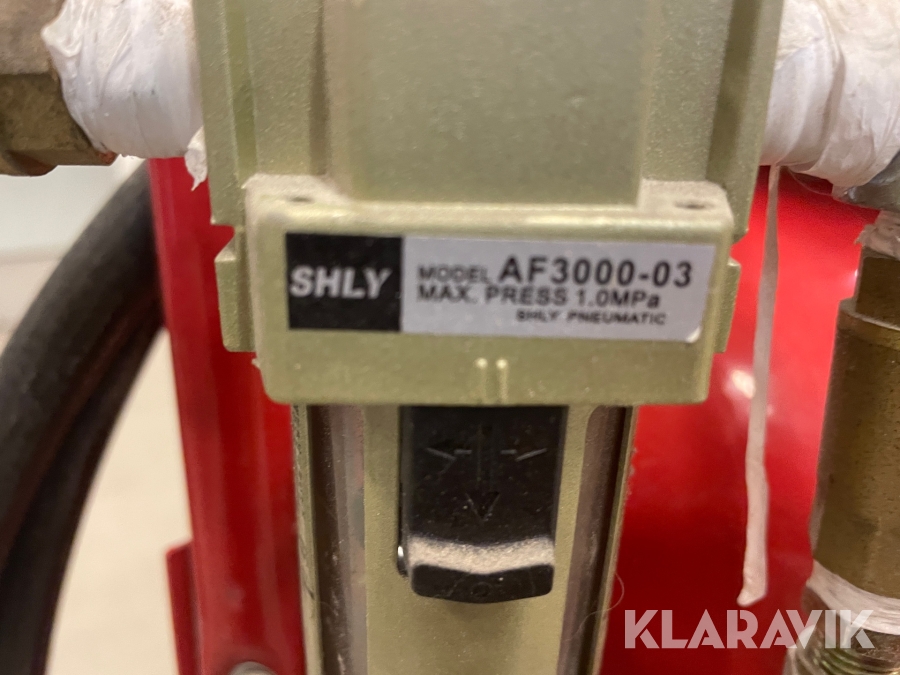 SHLY
MODEL AF3000-03
MAX. PRESS 1.0MPa
SHLY PNEUMATIC
KLARAVIK